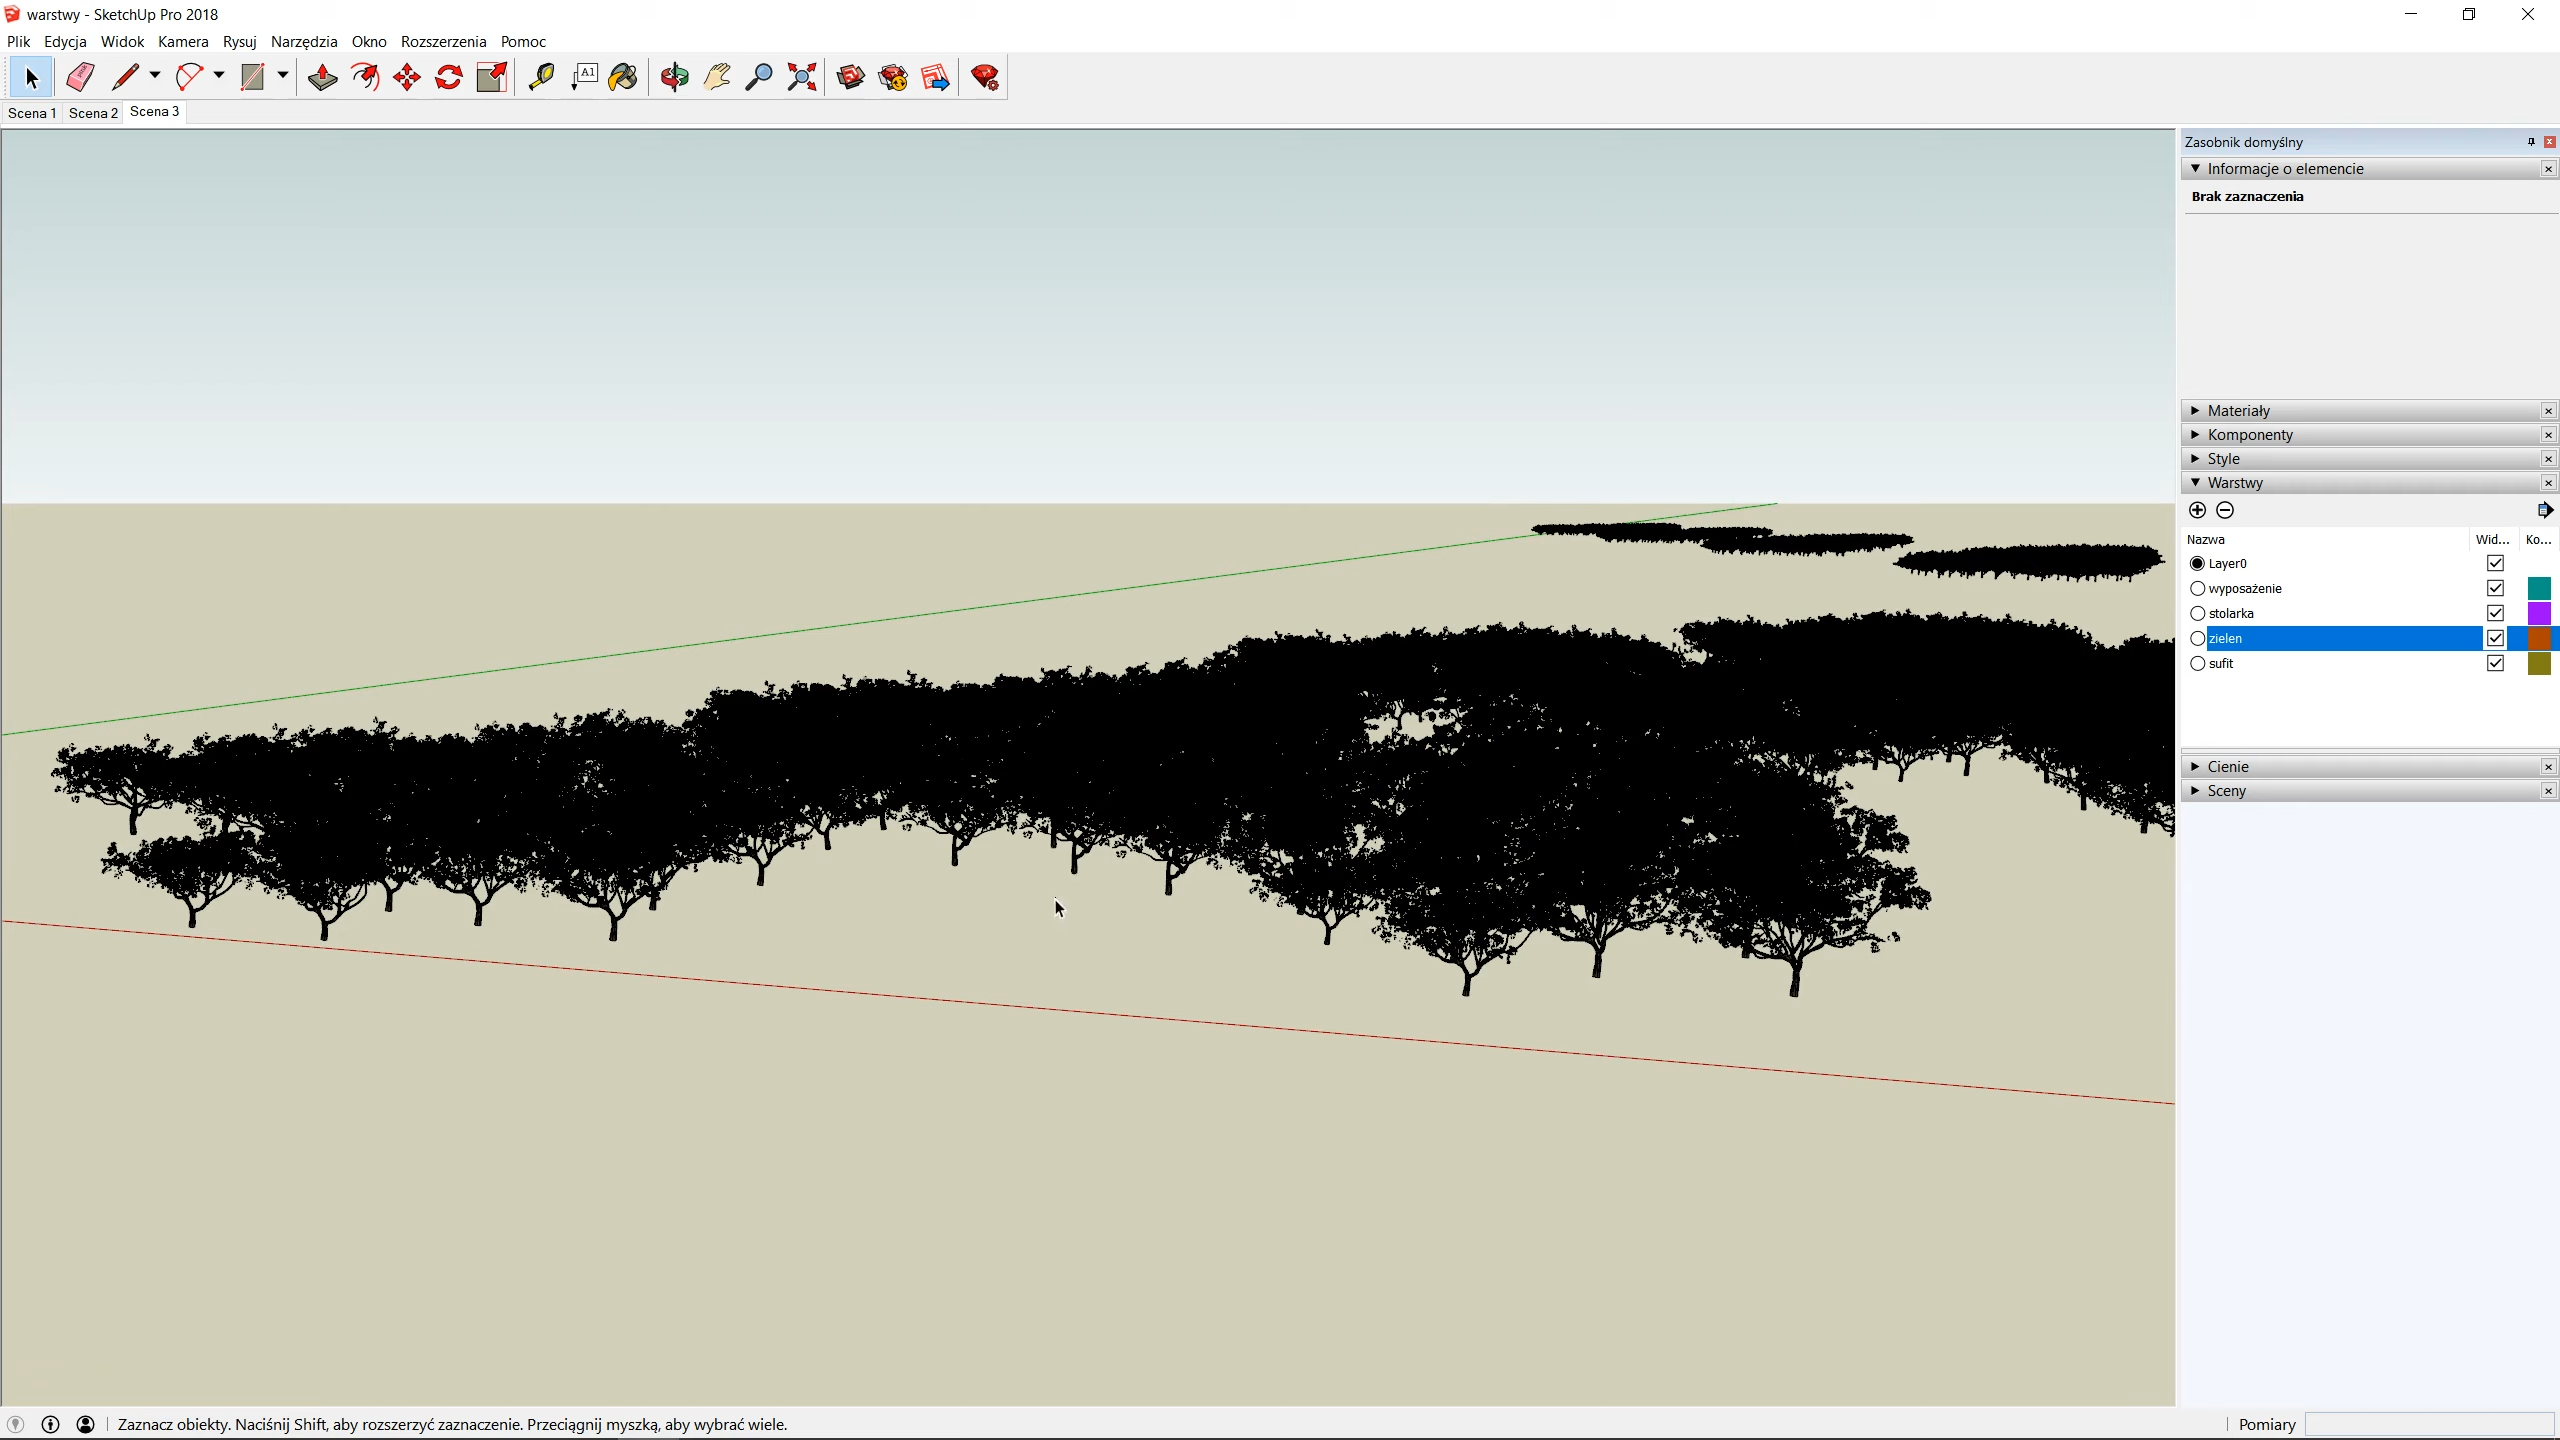 warstwy - SketchUp Pro 2018
Plik Edycja Widok Kamera Rysuj Narzędzia Okno Rozszerzenia Pomoc
A1
Scena 1 Scena 2 Scena 3
Zasobnik domyślny
Informacje o elemencie
Brak zaznaczenia
Materiały
Komponenty
Style
Warstwy
Nazwa Wid... Ko...
Layer0
wyposażenie
stolarka
zielen
sufit
Cienie
Sceny
Zaznacz obiekty. Naciśnij Shift, aby rozszerzyć zaznaczenie. Przeciągnij myszką, aby wybrać wiele.
Pomiary